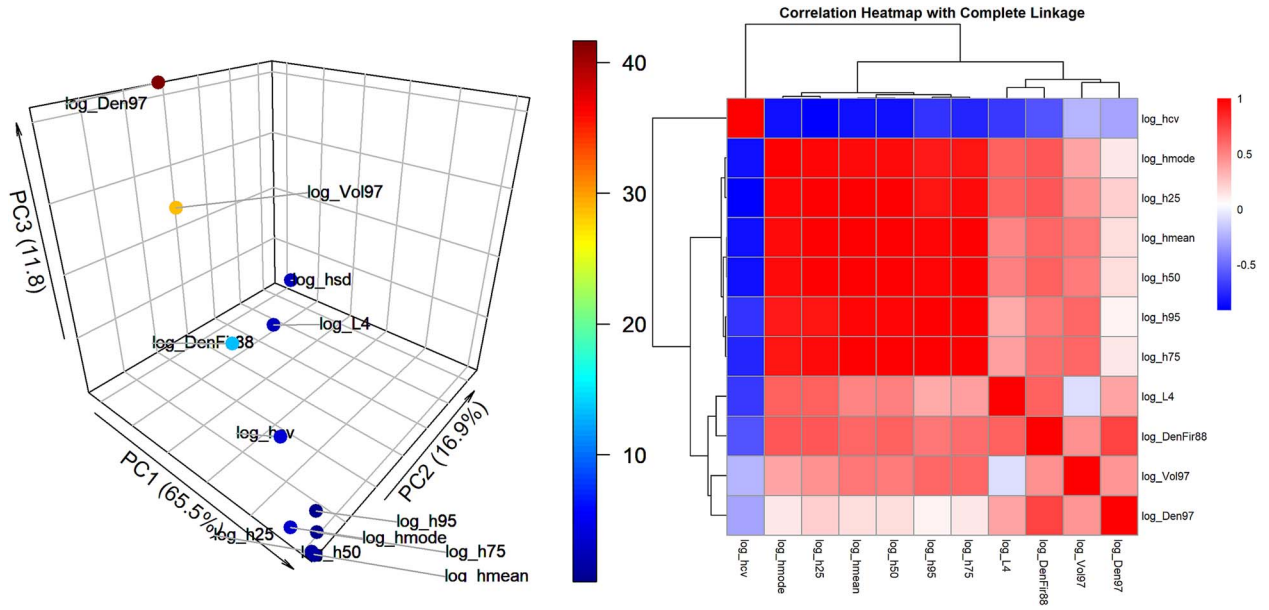 log_Den97
log_Vol97
log_hsd
log_L4
log_DenFir38
log_hcv
log_h95
log_hmode
log_h25
log_h75
log_h50
log_hmean
PC3 (11.8)
PC1 (65.5%)
PC2 (16.9%)
40
30
20
10
Correlation Heatmap with Complete Linkage
log_hcv
log_hmode
log_h25
log_hmean
log_h50
log_h95
log_h75
log_L4
log_DenFir88
log_Vol97
log_Den97
log_hcv
log_hmode
log_h25
log_hmean
log_h50
log_h95
log_h75
log_L4
log_DenFir88
log_Vol97
log_Den97
1
0.5
0
-0.5